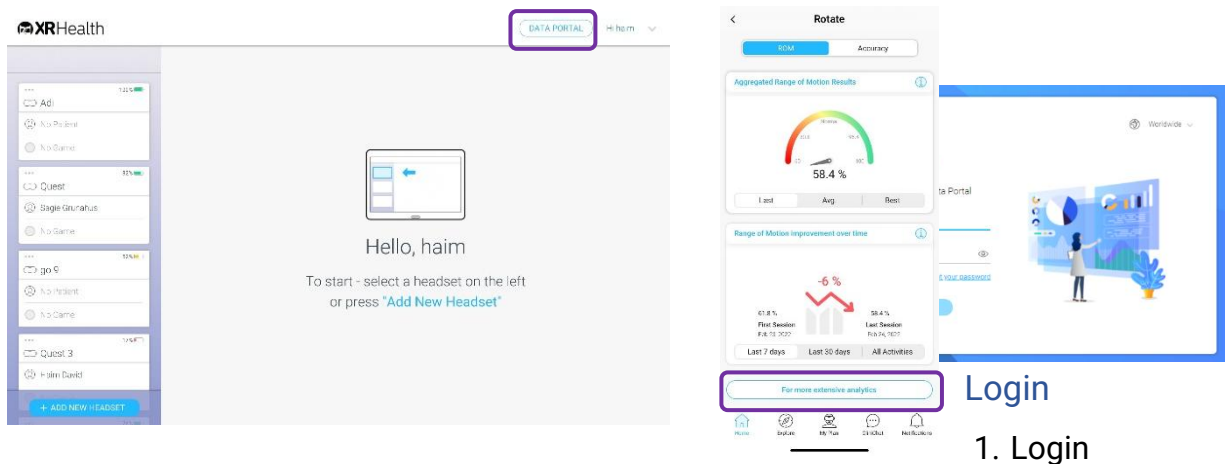 XRHealth
DATA PORTAL
Hi haim
100%
Adi
No Patient
No Game
Quest
Sagie Grunahus
No Game
go 9
No Patient
No Game
Quest 3
Haim David
+ ADD NEW HEADSET
Hello, haim
To start - select a headset on the left
or press "Add New Headset"
Rotate
ROM Accuracy
Aggregated Range of Motion Results
58.4 %
Last Avg. Best
Range of Motion Improvement over time
-6 %
61.8 % 58.4 %
First Session Last Session
Feb 24, 2022
Last 7 days Last 30 days All Activities
For more extensive analytics
Home Explore My Plan CliniChat Notifications
Worldwide
ta Portal
your password
Login
1. Login